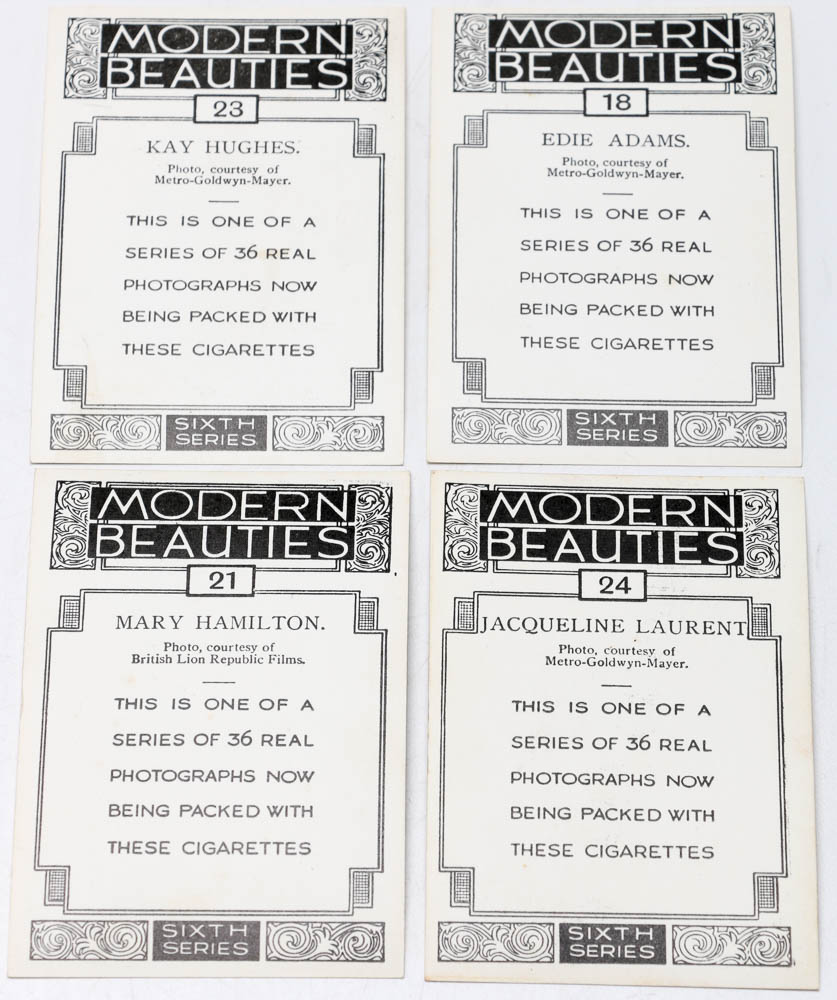 MODERN
BEAUTIES
23
KAY HUGHES.
Photo, courtesy of
Metro-Goldwyn-Mayer.
THIS IS ONE OF A
SERIES OF 36 REAL
PHOTOGRAPHS NOW
BEING PACKED WITH
THESE CIGARETTES
SIXTH
SERIES
MODERN
BEAUTIES
18
EDIE ADAMS.
Photo, courtesy of
Metro-Goldwyn-Mayer.
THIS IS ONE OF A
SERIES OF 36 REAL
PHOTOGRAPHS NOW
BEING PACKED WITH
THESE CIGARETTES
SIXTH
SERIES
MODERN
BEAUTIES
21
MARY HAMILTON.
Photo, courtesy of
British Lion Republic Films.
THIS IS ONE OF A
SERIES OF 36 REAL
PHOTOGRAPHS NOW
BEING PACKED WITH
THESE CIGARETTES
SIXTH
SERIES
MODERN
BEAUTIES
24
JACQUELINE LAURENT
Photo, courtesy of
Metro-Goldwyn-Mayer.
THIS IS ONE OF A
SERIES OF 36 REAL
PHOTOGRAPHS NOW
BEING PACKED WITH
THESE CIGARETTES
SIXTH
SERIES